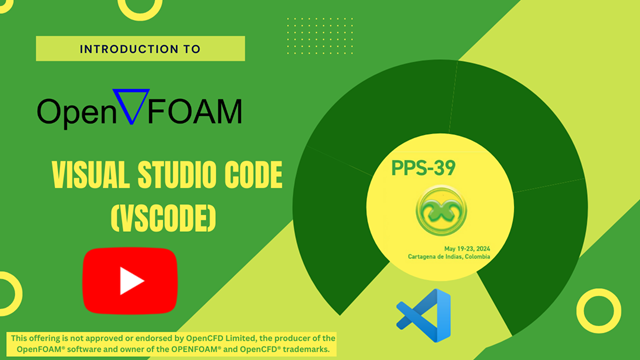 INTRODUCTION TO
Open∇FOAM
VISUAL STUDIO CODE
(VSCODE)
PPS-39
May 19-23, 2024
Cartagena de Indias, Colombia
This offering is not approved or endorsed by OpenCFD Limited, the producer of the
OpenFOAM® software and owner of the OPENFOAM® and OpenCFD® trademarks.